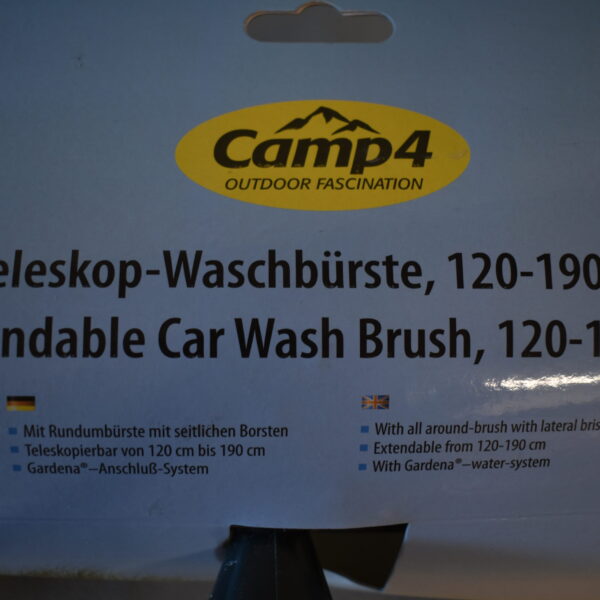 Camp4
OUTDOOR FASCINATION
eleskop-Waschbürste, 120-190
ndable Car Wash Brush, 120-1
Mit Rundumbürste mit seitlichen Borsten
Teleskopierbar von 120 cm bis 190 cm
Gardena®–Anschluß-System
With all around-brush with lateral bris
Extendable from 120-190 cm
With Gardena®–water-system